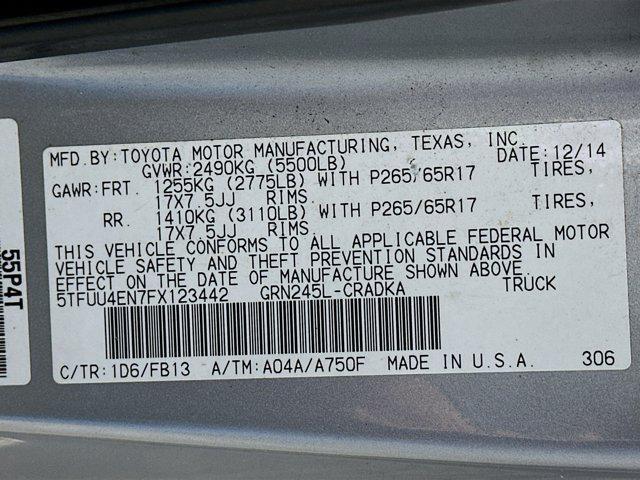 MFD.BY:TOYOTA MOTOR MANUFACTURING, TEXAS, INC.
GVWR:2490KG (5500LB) DATE:12/14
GAWR:FRT. 1255KG (2775LB) WITH P265/65R17 TIRES,
17X7.5JJ RIMS
RR. 1410KG (3110LB) WITH P265/65R17 TIRES,
17X7.5JJ RIMS
THIS VEHICLE CONFORMS TO ALL APPLICABLE FEDERAL MOTOR
VEHICLE SAFETY AND THEFT PREVENTION STANDARDS IN
EFFECT ON THE DATE OF MANUFACTURE SHOWN ABOVE.
5TFUU4EN7FX123442 GRN245L-CRADKA TRUCK
C/TR:1D6/FB13 A/TM:A04A/A750F MADE IN U.S.A. 306
55P4T